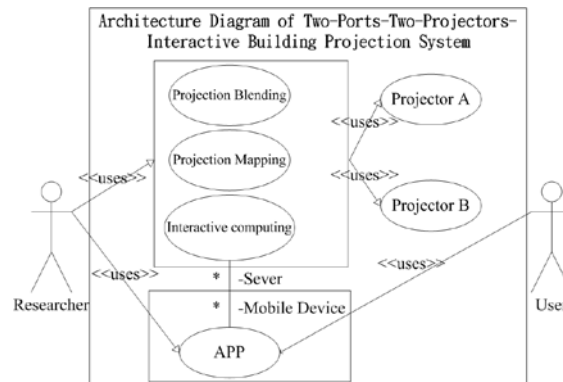 Architecture Diagram of Two-Ports-Two-Projectors-
Interactive Building Projection System
Projection Blending
Projector A
<<uses>>
<<uses>>
Projection Mapping
<<uses>>
Projector B
Interactive computing
<<uses>>
<<uses>>
* -Sever
Researcher
* -Mobile Device
User
APP